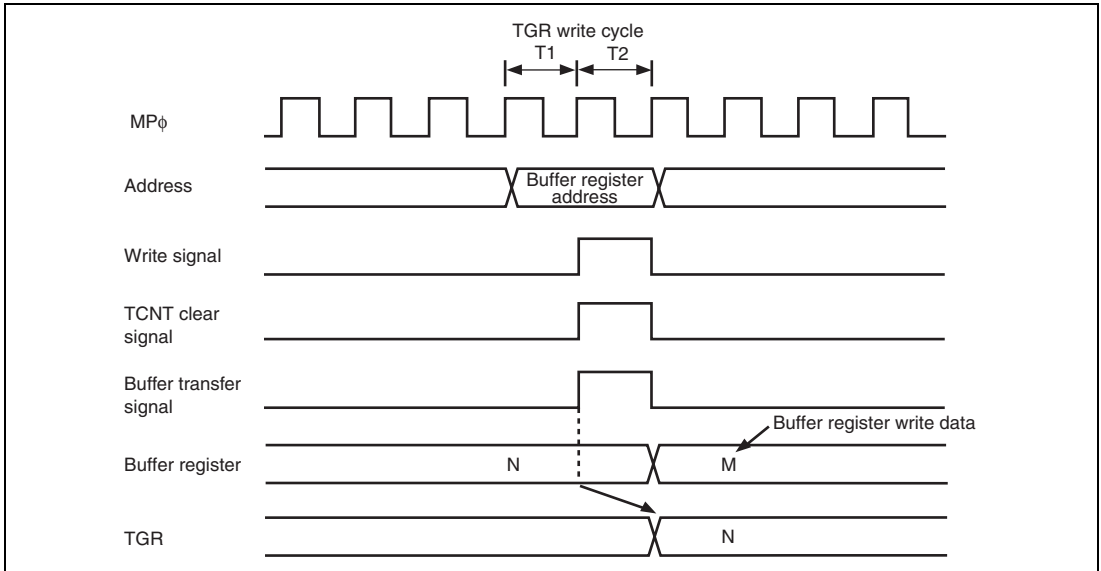 TGR write cycle
T1 T2
MPϕ
Address
Buffer register
address
Write signal
TCNT clear
signal
Buffer transfer
signal
Buffer register write data
Buffer register N M
TGR N